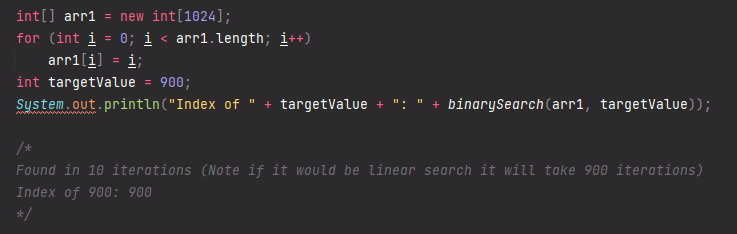 int[] arr1 = new int[1024];
for (int i = 0; i < arr1.length; i++)
    arr1[i] = i;
int targetValue = 900;
System.out.println("Index of " + targetValue + ": " + binarySearch(arr1, targetValue));
/*
Found in 10 iterations (Note if it would be linear search it will take 900 iterations)
Index of 900: 900
*/